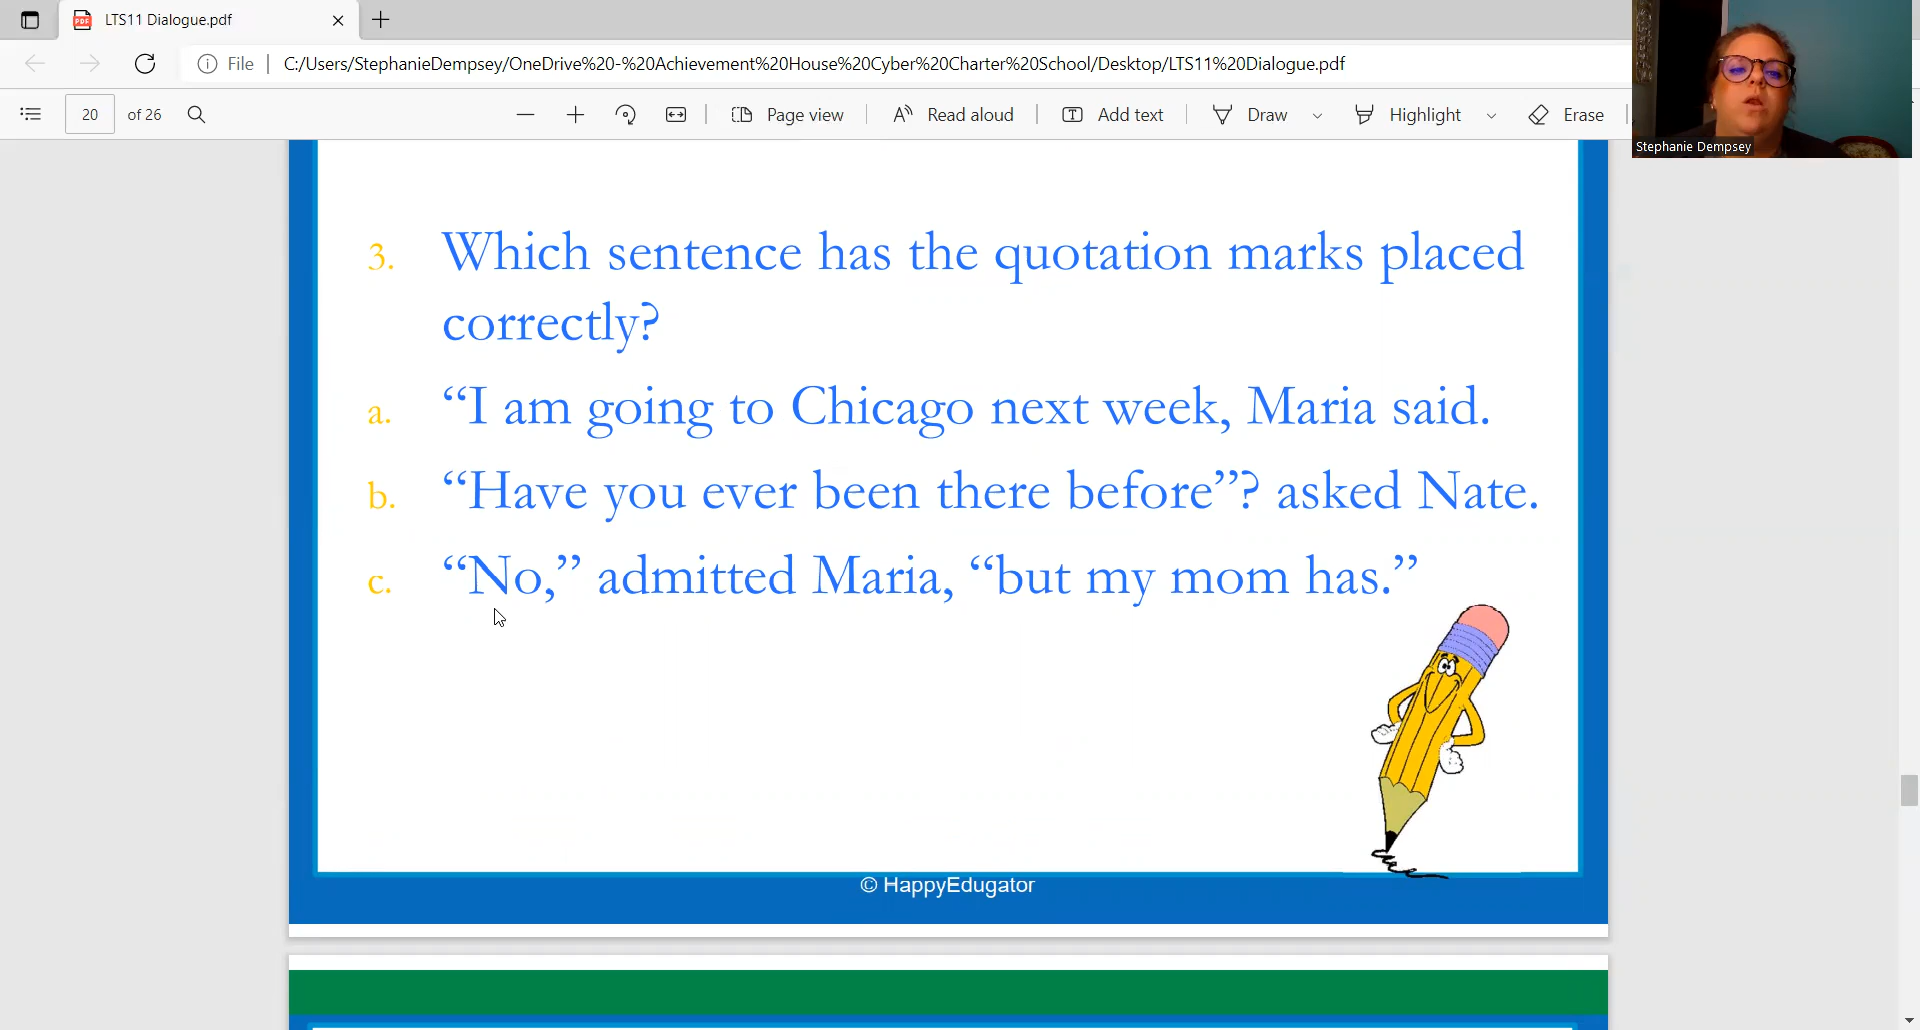 LTS11 Dialogue.pdf
File C:/Users/StephanieDempsey/OneDrive%20-%20Achievement%20House%20Cyber%20Charter%20School/Desktop/LTS11%20Dialogue.pdf
20 of 26 Page view Read aloud Add text Draw Highlight Erase
Stephanie Dempsey
3. Which sentence has the quotation marks placed
correctly?
a. “I am going to Chicago next week, Maria said.
b. “Have you ever been there before”? asked Nate.
c. “No,” admitted Maria, “but my mom has.”
© HappyEdugator